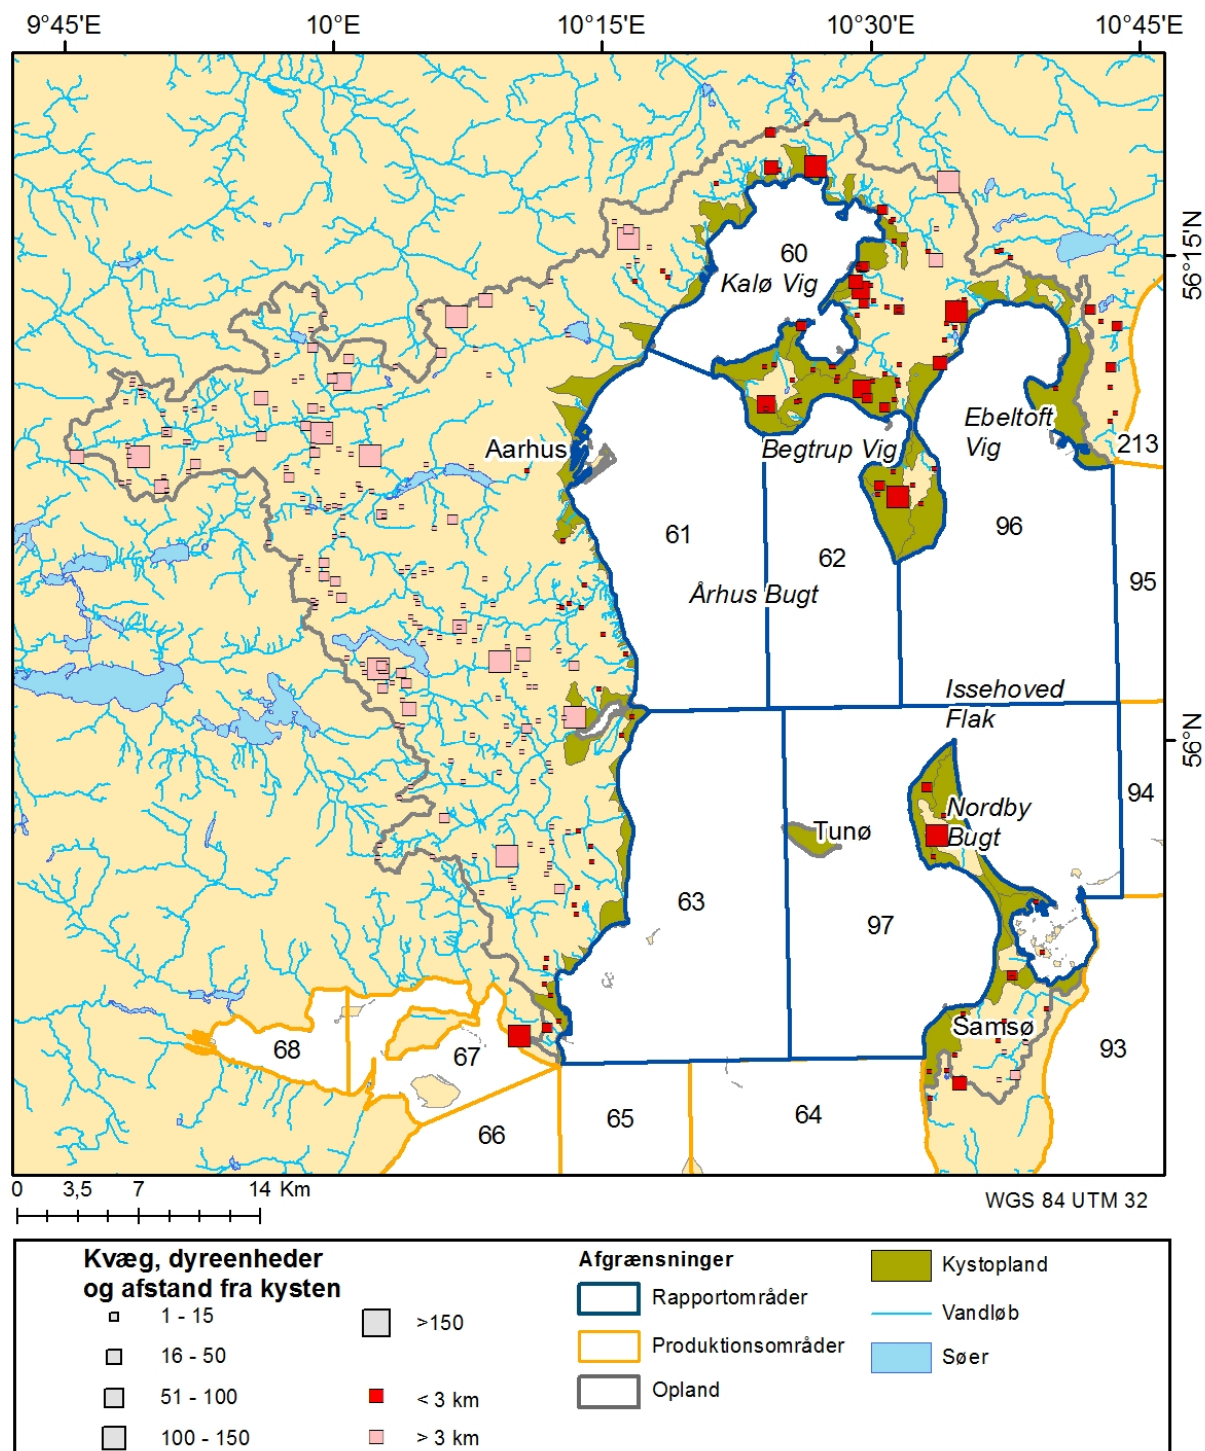 9°45'E 10°E 10°15'E 10°30'E 10°45'E
56°15'N
60
Kalø Vig
Ebeltoft
Vig
213
Aarhus
Begtrup Vig
61
62
96
95
Århus Bugt
Issehoved
Flak
56°N
94
Nordby
Bugt
Tunø
63
97
Samsø
68
67
93
66
65
64
0 3,5 7 14 Km
WGS 84 UTM 32
Kvæg, dyreenheder
og afstand fra kysten
1 - 15
16 - 50
51 - 100
100 - 150
>150
< 3 km
> 3 km
Afgrænsninger
Rapportområder
Produktionsområder
Opland
Kystopland
Vandløb
Søer